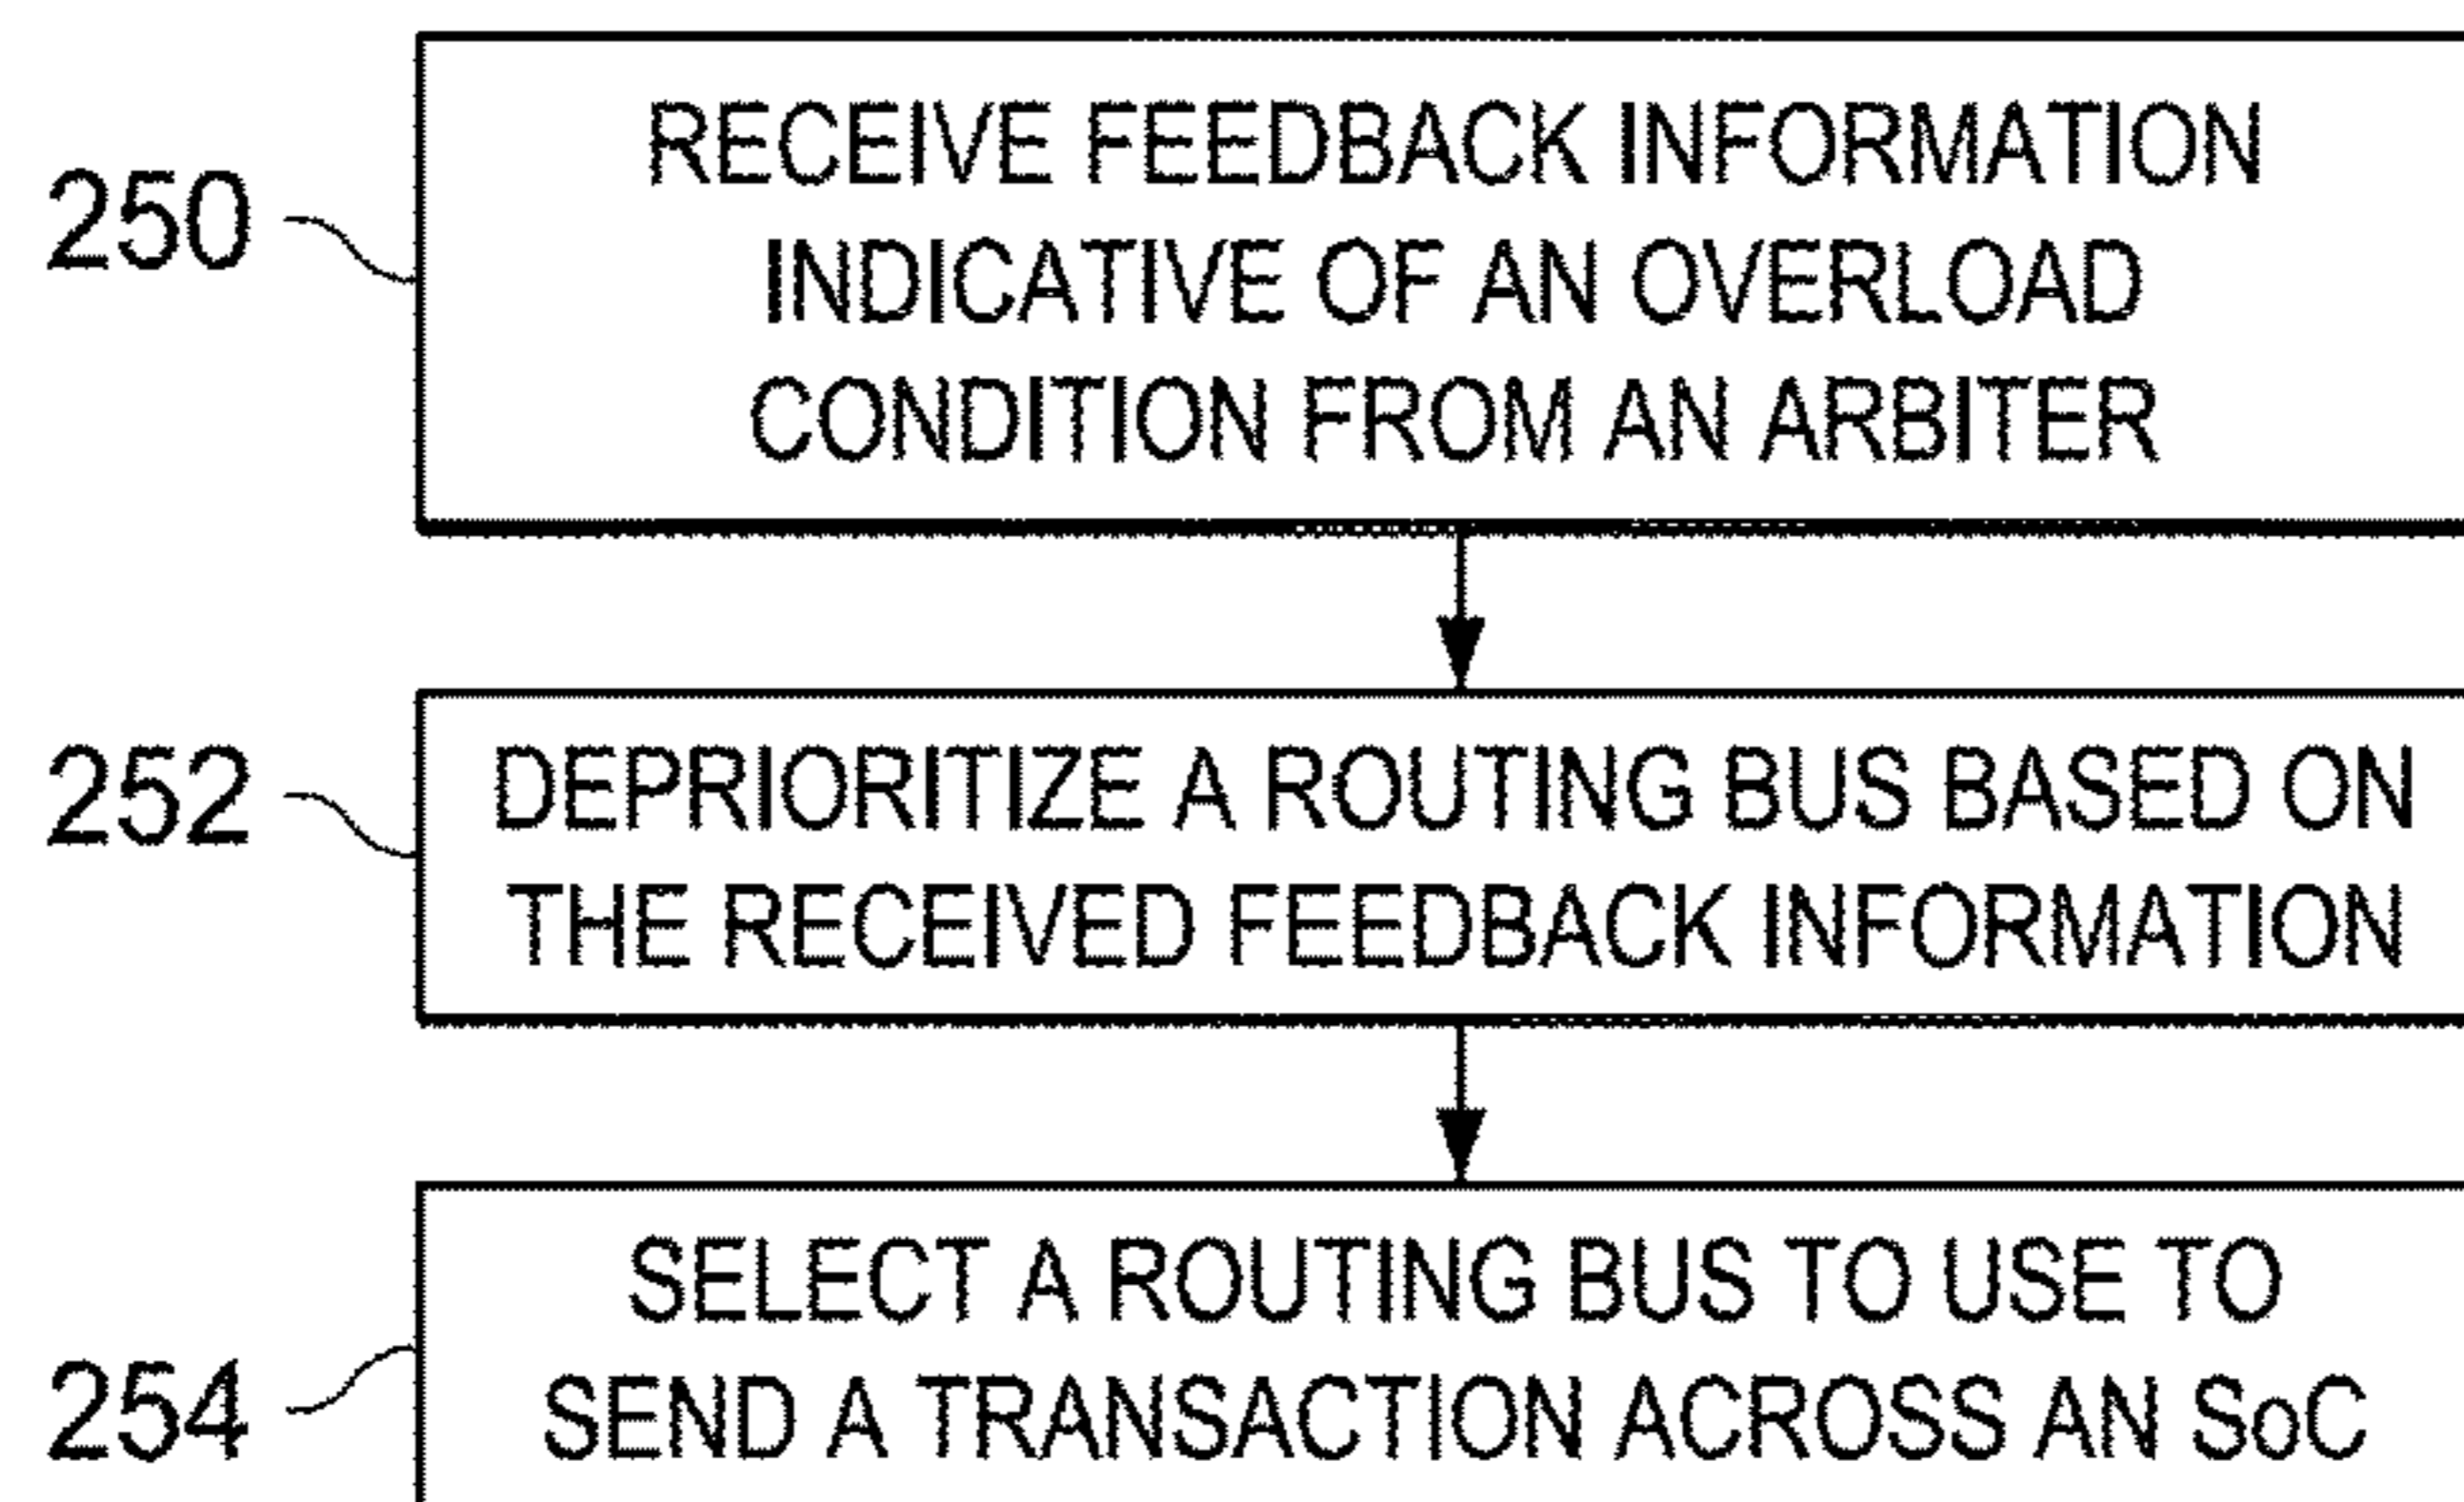 250
RECEIVE FEEDBACK INFORMATION
INDICATIVE OF AN OVERLOAD
CONDITION FROM AN ARBITER
252
DEPRIORITIZE A ROUTING BUS BASED ON
THE RECEIVED FEEDBACK INFORMATION
254
SELECT A ROUTING BUS TO USE TO
SEND A TRANSACTION ACROSS AN SoC